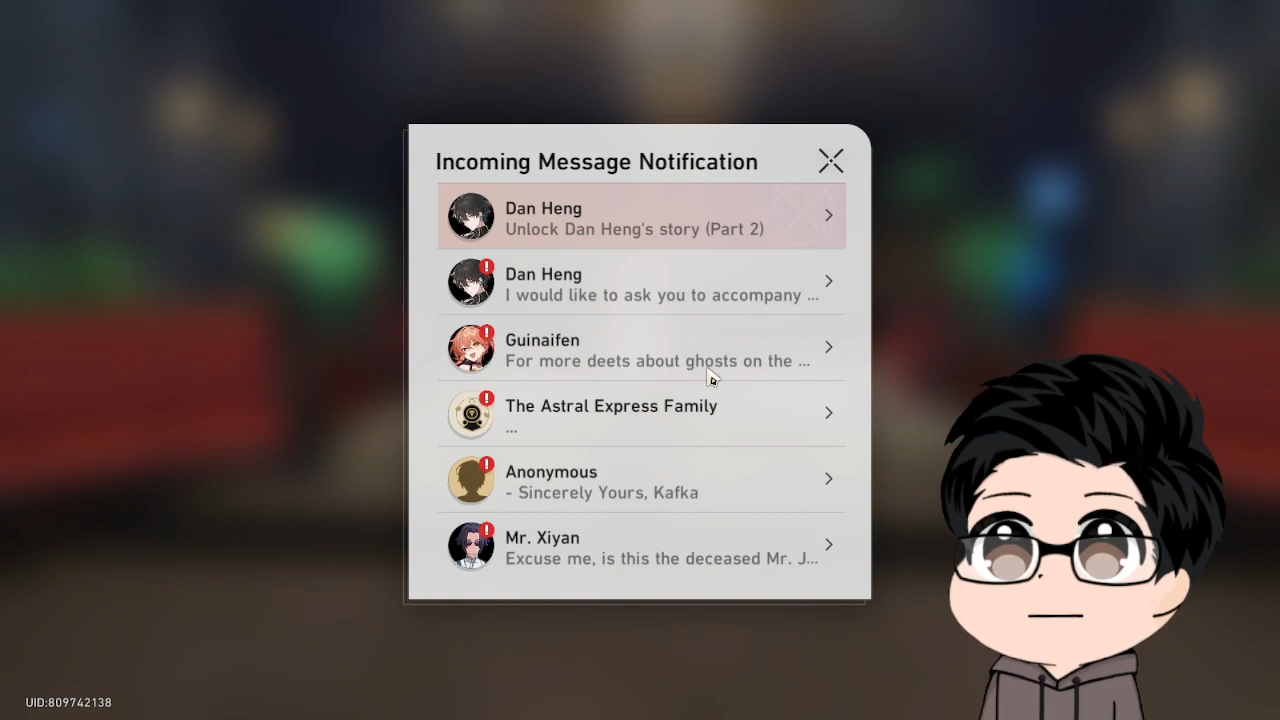 Incoming Message Notification
Dan Heng
Unlock Dan Heng's story (Part 2)
Dan Heng
I would like to ask you to accompany ...
Guinaifen
For more deets about ghosts on the ...
The Astral Express Family
...
Anonymous
- Sincerely Yours, Kafka
Mr. Xiyan
Excuse me, is this the deceased Mr. J...
UID:809742138